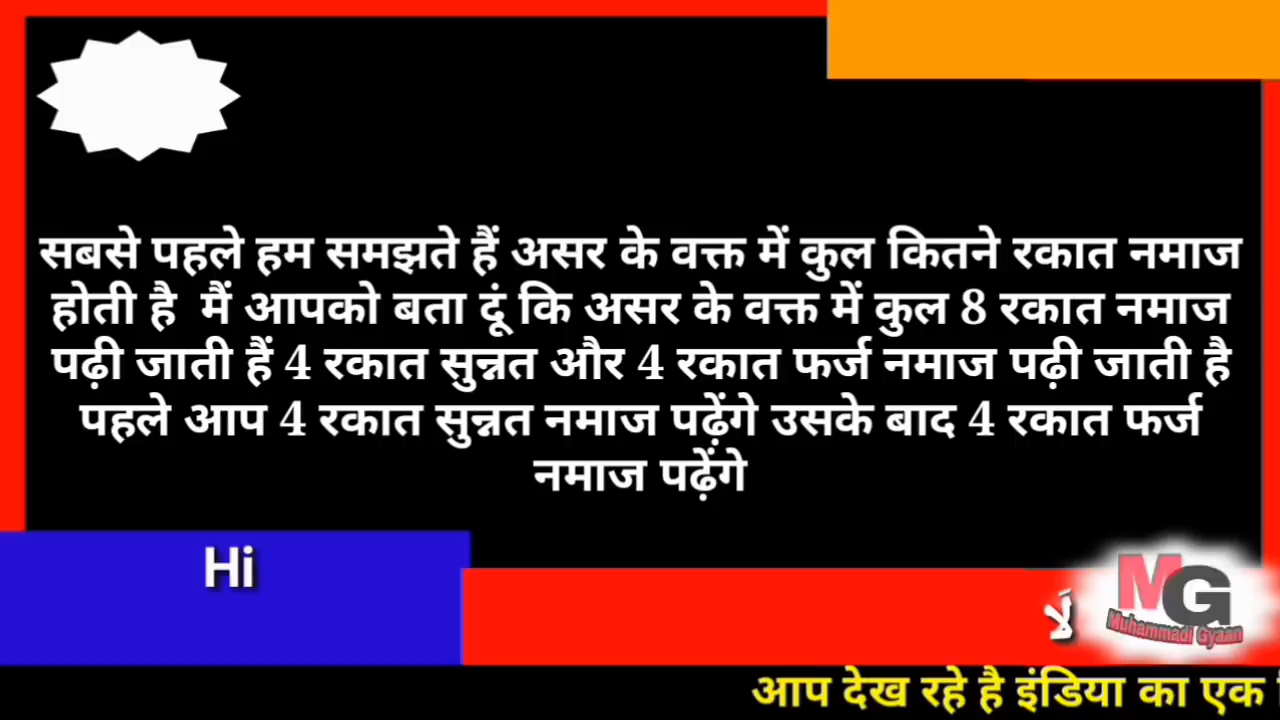 सबसे पहले हम समझते हैं असर के वक्त में कुल कितने रकात नमाज
होती है मैं आपको बता दूं कि असर के वक्त में कुल 8 रकात नमाज
पढ़ी जाती हैं 4 रकात सुन्नत और 4 रकात फर्ज नमाज पढ़ी जाती है
पहले आप 4 रकात सुन्नत नमाज पढ़ेंगे उसके बाद 4 रकात फर्ज
नमाज पढ़ेंगे
Hi
لَا
MG
Muhammadi Gyaan
आप देख रहे है इंडिया का एक